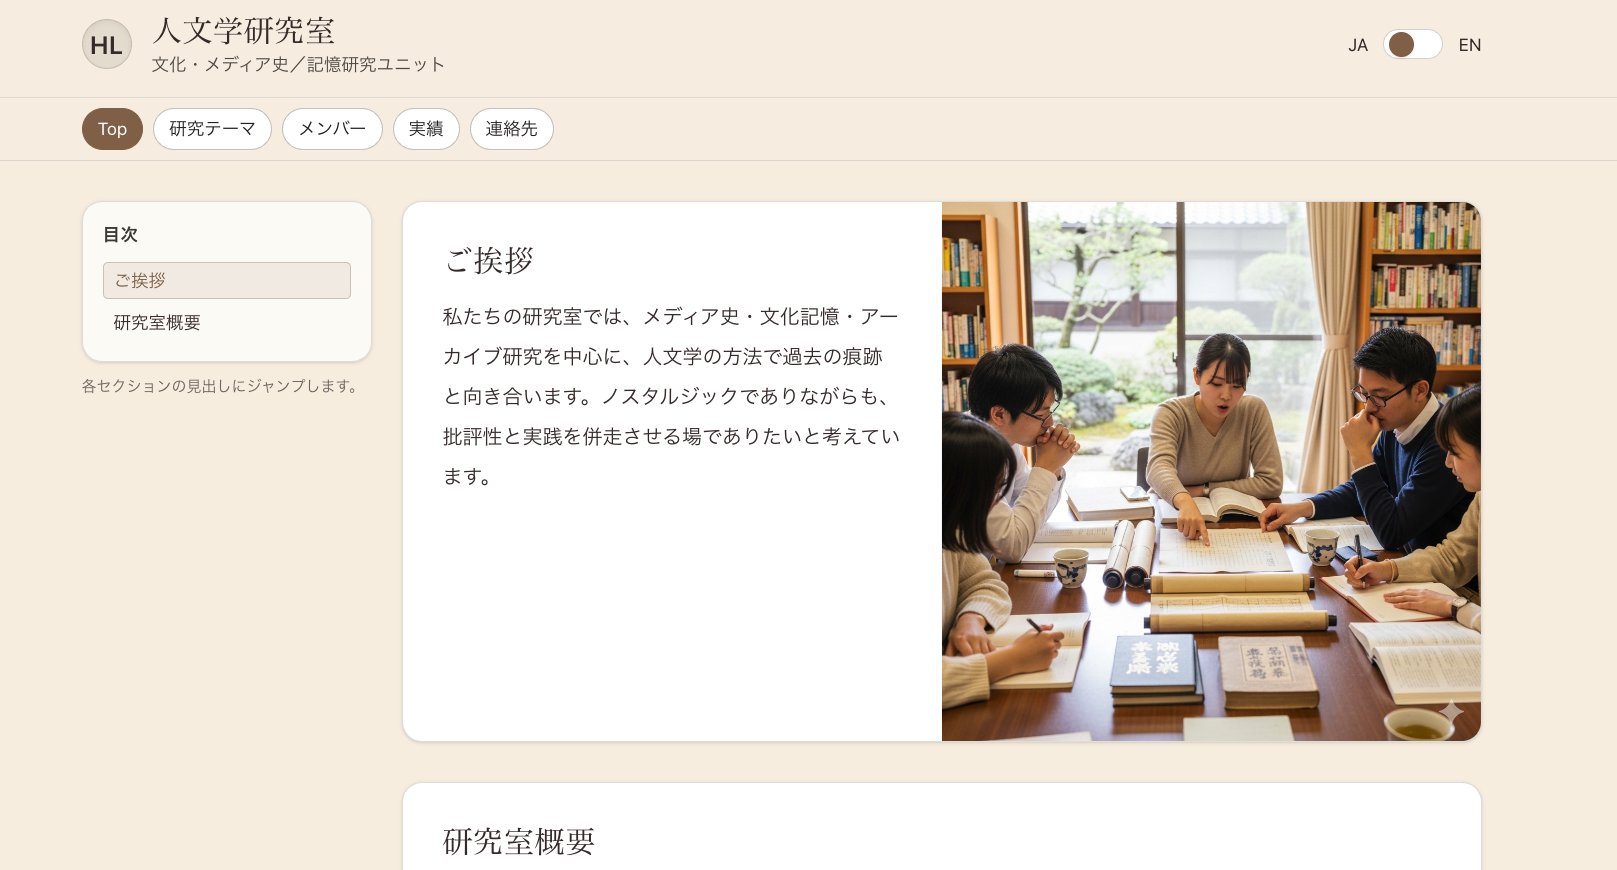 HL
人文学研究室
文化・メディア史／記憶研究ユニット
JA
EN
Top
研究テーマ
メンバー
実績
連絡先
目次
ご挨拶
研究室概要
各セクションの見出しにジャンプします。
ご挨拶
私たちの研究室では、メディア史・文化記憶・アー
カイブ研究を中心に、人文学の方法で過去の痕跡
と向き合います。ノスタルジックでありながらも、
批評性と実践を併走させる場でありたいと考えてい
ます。
研究室概要